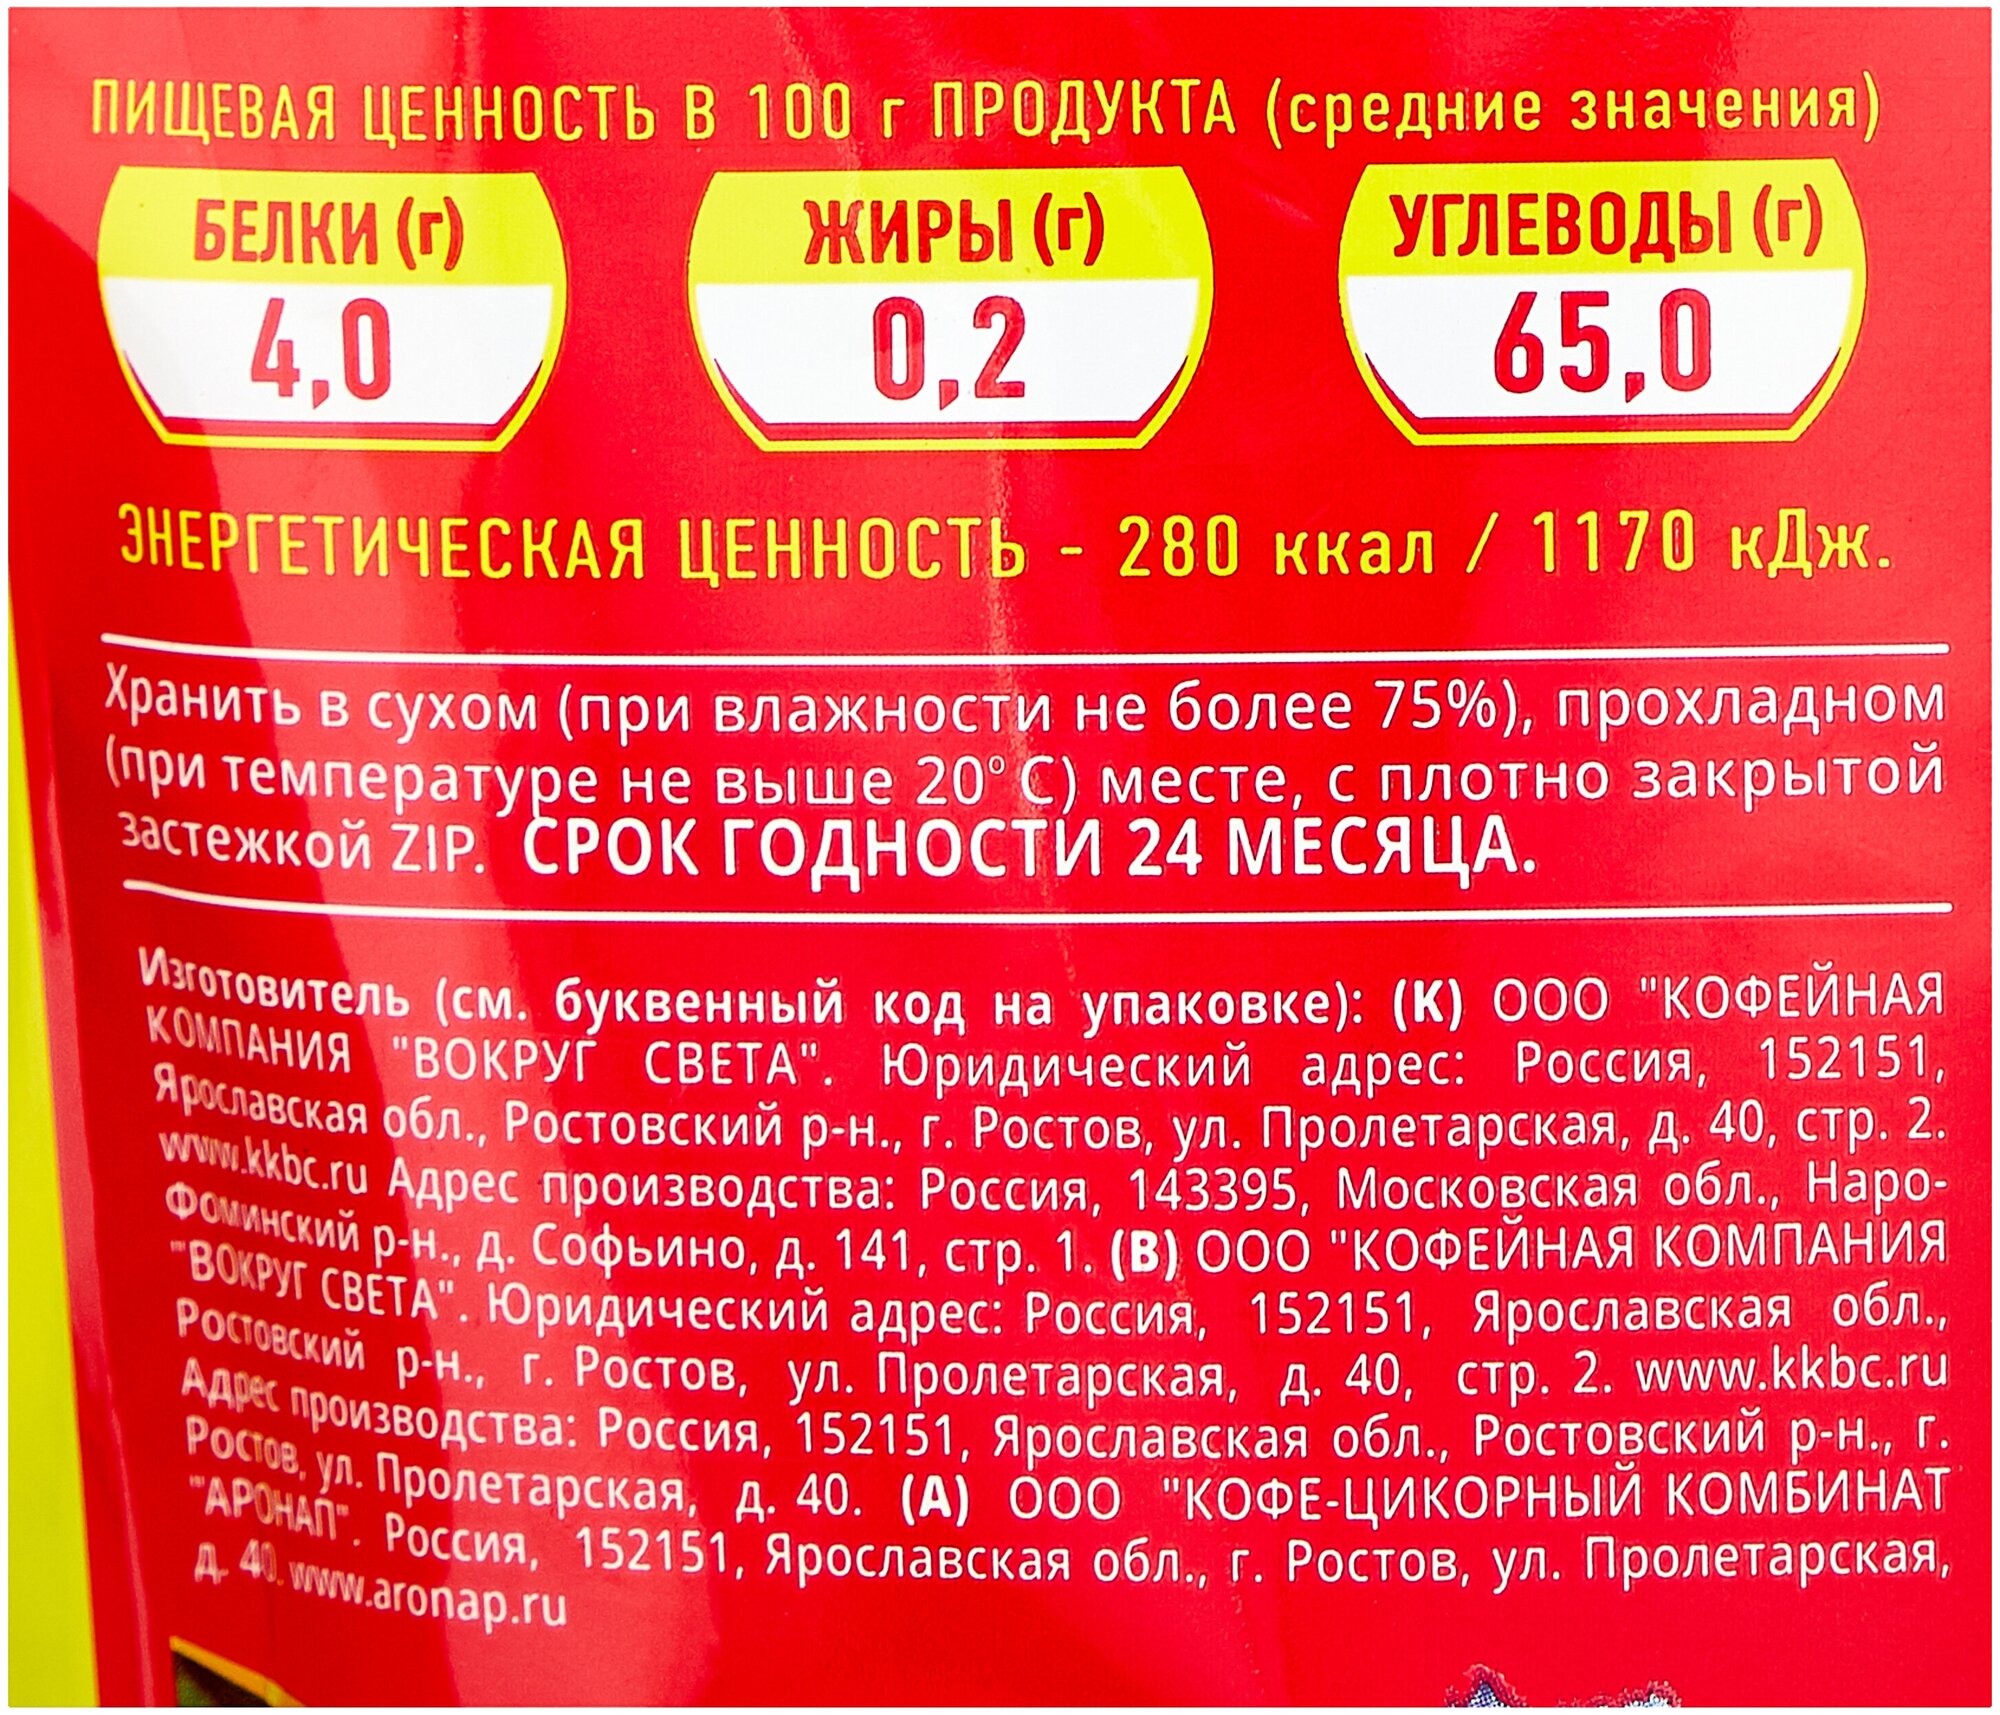 ПИЩЕВАЯ ЦЕННОСТЬ В 100 г ПРОДУКТА (средние значения)
БЕЛКИ (г) ЖИРЫ (г) УГЛЕВОДЫ (г)
4,0 0,2 65,0
ЭНЕРГЕТИЧЕСКАЯ ЦЕННОСТЬ - 280 ккал / 1170 кДж.
Хранить в сухом (при влажности не более 75%), прохладном
(при температуре не выше 20° С) месте, с плотно закрытой
застежкой ZIP. СРОК ГОДНОСТИ 24 МЕСЯЦА.
Изготовитель (см. буквенный код на упаковке): (К) ООО "КОФЕЙНАЯ
КОМПАНИЯ "ВОКРУГ СВЕТА". Юридический адрес: Россия, 152151,
Ярославская обл., Ростовский р-н., г. Ростов, ул. Пролетарская, д. 40, стр. 2.
www.kkbc.ru Адрес производства: Россия, 143395, Московская обл., Наро-
Фоминский р-н., д. Софьино, д. 141, стр. 1. (В) ООО "КОФЕЙНАЯ КОМПАНИЯ
"ВОКРУГ СВЕТА". Юридический адрес: Россия, 152151, Ярославская обл.,
Ростовский р-н., г. Ростов, ул. Пролетарская, д. 40, стр. 2. www.kkbc.ru
Адрес производства: Россия, 152151, Ярославская обл., Ростовский р-н., г.
Ростов, ул. Пролетарская, д. 40. (А) ООО "КОФЕ-ЦИКОРНЫЙ КОМБИНАТ
"АРОНАП". Россия, 152151, Ярославская обл., г. Ростов, ул. Пролетарская,
д. 40. www.aronap.ru